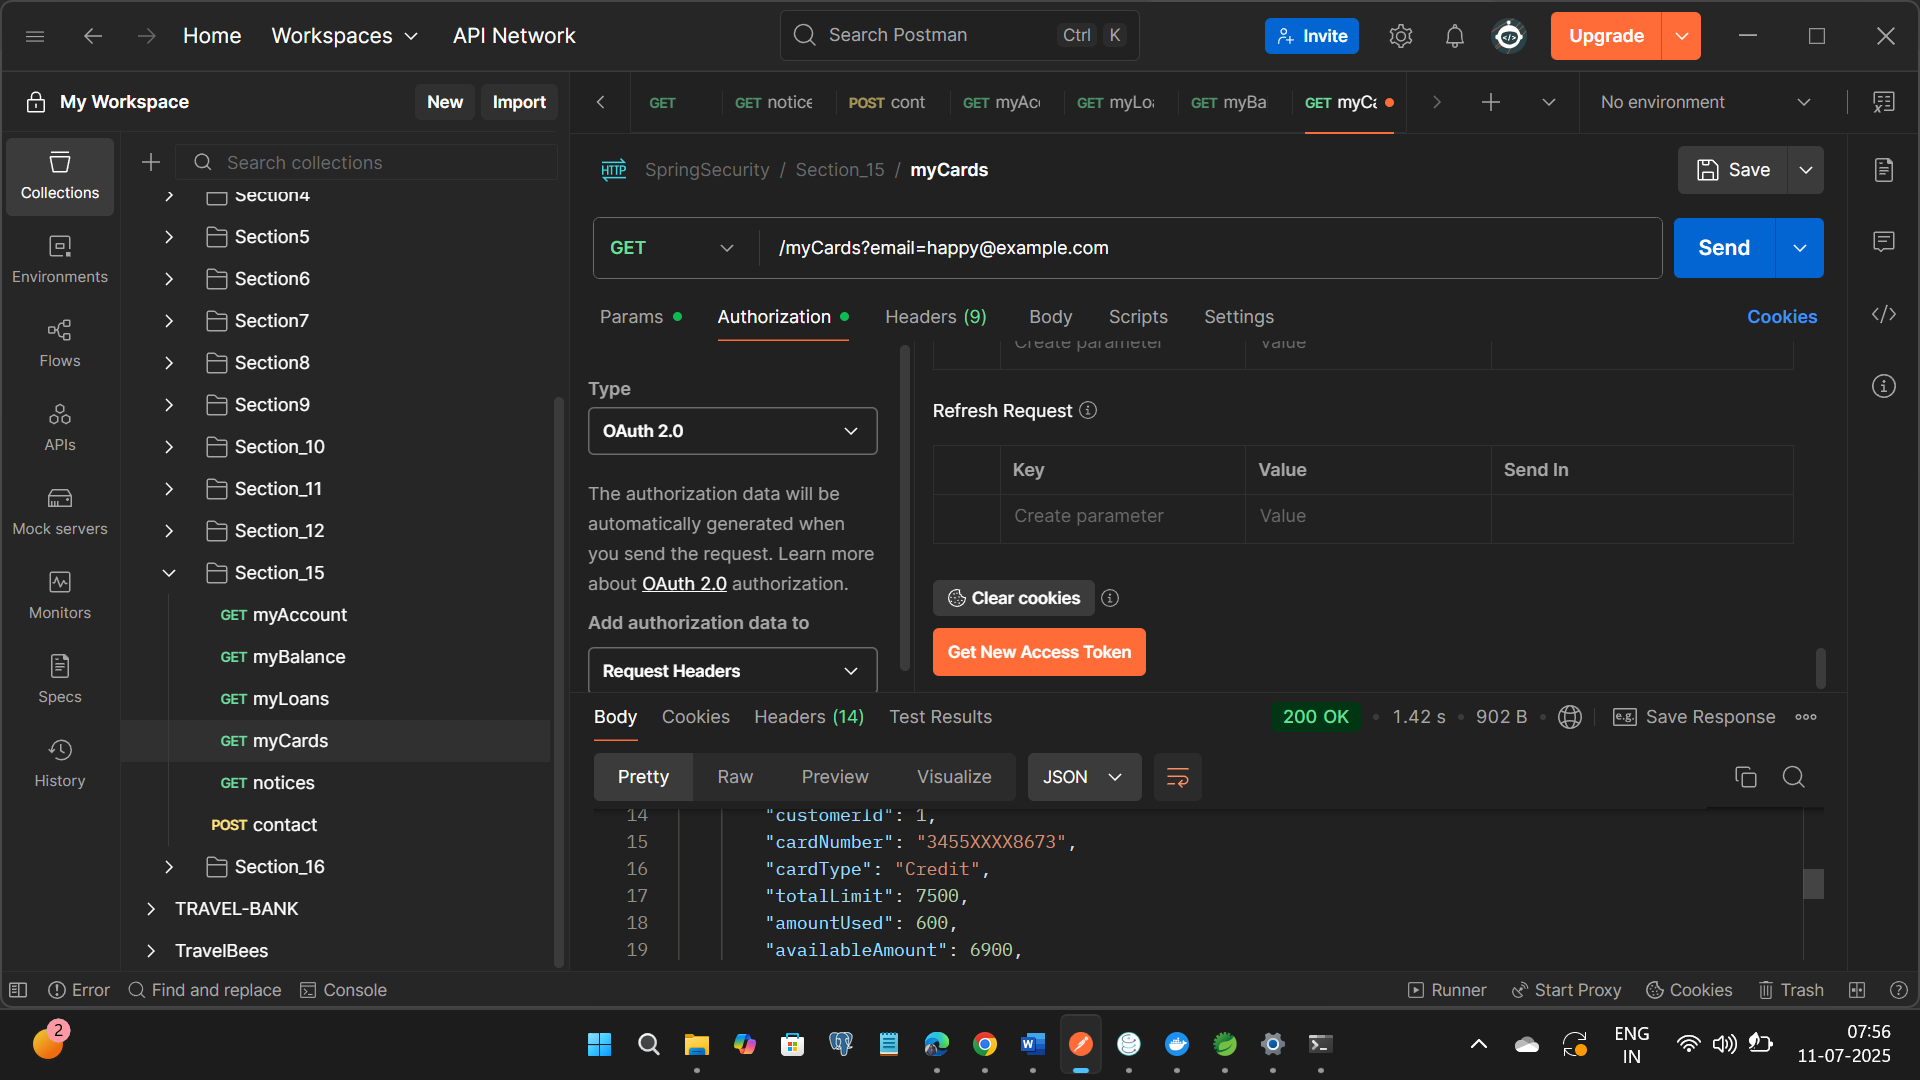 Home
Workspaces
API Network
Search Postman
Ctrl K
Invite
Upgrade
My Workspace
New
Import
GET
GET notice
POST cont
GET myAc
GET myLo
GET myBa
GET myCa
No environment
Collections
Environments
Flows
APIs
Mock servers
Monitors
Specs
History
Search collections
Section4
Section5
Section6
Section7
Section8
Section9
Section_10
Section_11
Section_12
Section_15
GET myAccount
GET myBalance
GET myLoans
GET myCards
GET notices
POST contact
Section_16
TRAVEL-BANK
TravelBees
HTTP
SpringSecurity / Section_15 / myCards
Save
GET
/myCards?email=happy@example.com
Send
Params
Authorization
Headers (9)
Body
Scripts
Settings
Cookies
Type
OAuth 2.0
The authorization data will be
automatically generated when
you send the request. Learn more
about OAuth 2.0 authorization.
Add authorization data to
Request Headers
Create parameter
Value
Refresh Request
Key
Value
Send In
Create parameter
Value
Clear cookies
Get New Access Token
Body
Cookies
Headers (14)
Test Results
200 OK
1.42 s
902 B
e.g.
Save Response
Pretty
Raw
Preview
Visualize
JSON
14 "customerId": 1,
15 "cardNumber": "3455XXXX8673",
16 "cardType": "Credit",
17 "totalLimit": 7500,
18 "amountUsed": 600,
19 "availableAmount": 6900,
Error
Find and replace
Console
Runner
Start Proxy
Cookies
Trash
2
ENG
IN
07:56
11-07-2025